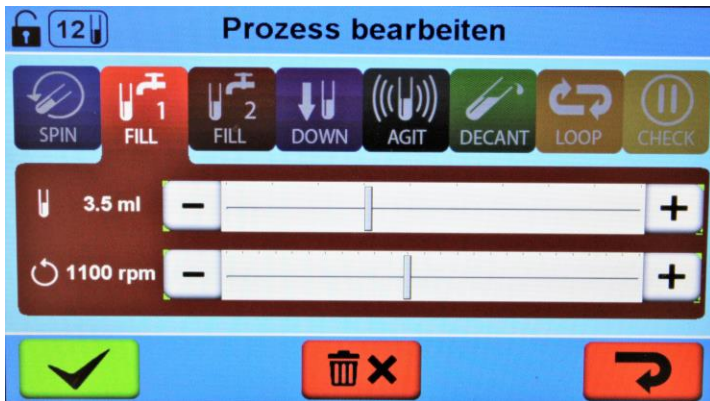 12 Prozess bearbeiten
SPIN
1 FILL
2 FILL
DOWN
AGIT
DECANT
LOOP
CHECK
3.5 ml - +
1100 rpm - +